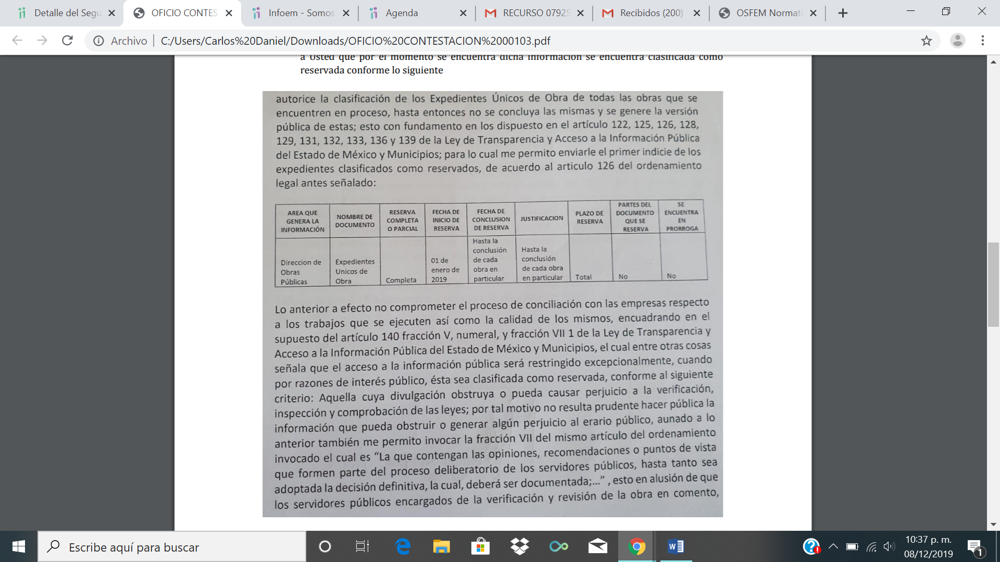 Detalle del Segu
OFICIO CONTES
Infoem - Somos
Agenda
RECURSO 07925
Recibidos (200)
OSFEM Normati
Archivo
C:/Users/Carlos%20Daniel/Downloads/OFICIO%20CONTESTACION%2000103.pdf
a Usted que por el momento se encuentra dicha información se encuentra clasificada como
reservada conforme lo siguiente
autorice la clasificación de los Expedientes Únicos de Obra de todas las obras que se
encuentren en proceso, hasta entonces no se concluya las mismas y se genere la versión
pública de estas; esto con fundamento en los dispuesto en el artículo 122, 125, 126, 128,
129, 131, 132, 133, 136 y 139 de la Ley de Transparencia y Acceso a la Información Pública
del Estado de México y Municipios; para lo cual me permito enviarle el primer indicie de los
expedientes clasificados como reservados, de acuerdo al articulo 126 del ordenamiento
legal antes señalado:
AREA QUE
GENERA LA
INFORMACIÓN
NOMBRE DE
DOCUMENTO
RESERVA
COMPLETA
O PARCIAL
FECHA DE
INICIO DE
RESERVA
FECHA DE
CONCLUSION
DE RESERVA
JUSTIFICACION
PLAZO DE
RESERVA
PARTES DEL
DOCUMENTO
QUE SE
RESERVA
SE
ENCUENTRA
EN
PRORROGA
Direccion de
Obras
Públicas
Expedientes
Unicos de
Obra
Completa
01 de
enero de
2019
Hasta la
conclusión
de cada
obra en
particular
Hasta la
conclusión
de cada obra
en particular
Total
No
No
Lo anterior a efecto no comprometer el proceso de conciliación con las empresas respecto
a los trabajos que se ejecuten así como la calidad de los mismos, encuadrando en el
supuesto del artículo 140 fracción V, numeral, y fracción VII 1 de la Ley de Transparencia y
Acceso a la Información Pública del Estado de México y Municipios, el cual entre otras cosas
señala que el acceso a la información pública será restringido excepcionalmente, cuando
por razones de interés público, ésta sea clasificada como reservada, conforme al siguiente
criterio: Aquella cuya divulgación obstruya o pueda causar perjuicio a la verificación,
inspección y comprobación de las leyes; por tal motivo no resulta prudente hacer pública la
información que pueda obstruir o generar algún perjuicio al erario público, aunado a lo
anterior también me permito invocar la fracción VII del mismo artículo del ordenamiento
invocado el cual es “La que contengan las opiniones, recomendaciones o puntos de vista
que formen parte del proceso deliberatorio de los servidores públicos, hasta tanto sea
adoptada la decisión definitiva, la cual, deberá ser documentada;...” , esto en alusión de que
los servidores públicos encargados de la verificación y revisión de la obra en comento,
Escribe aquí para buscar
10:37 p. m.
08/12/2019
1